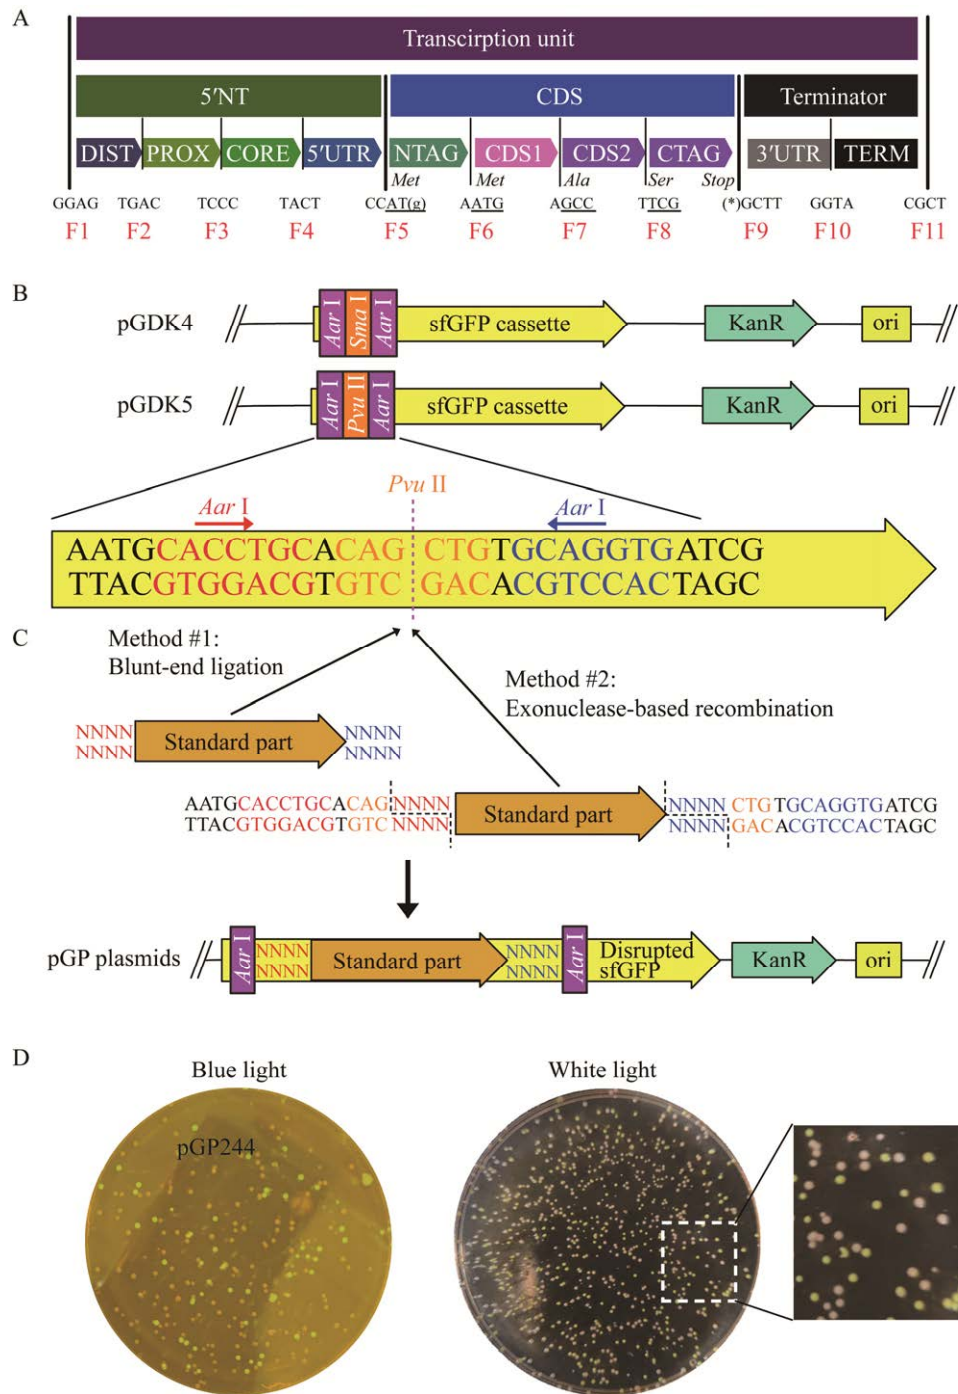 A
Transcirption unit
5′NT CDS Terminator
DIST PROX CORE 5′UTR NTAG CDS1 CDS2 CTAG 3′UTR TERM
Met Met Ala Ser Stop
GGAG TGAC TCCC TACT CCAT(g) AATG AGCC TTCG (*)GCTT GGTA CGCT
F1 F2 F3 F4 F5 F6 F7 F8 F9 F10 F11
B
pGDK4 Aar I Sma I Aar I sfGFP cassette KanR ori
pGDK5 Aar I Pvu II Aar I sfGFP cassette KanR ori
Pvu II
Aar I Aar I
AATGCACCTGCACAG CTGTGCAGGTGATCG
TTACGTGGACGTGTC GACACGTCCACTAGC
C
Method #1:
Blunt-end ligation
Method #2:
Exonuclease-based recombination
NNNN Standard part NNNN
NNNN NNNN
AATGCACCTGCACAG NNNN Standard part NNNN CTGTGCAGGTGATCG
TTACGTGGACGTGTC NNNN NNNN GACACGTCCACTAGC
pGP plasmids Aar I NNNN Standard part NNNN Aar I Disrupted KanR ori
NNNN NNNN sfGFP
D
Blue light White light
pGP244